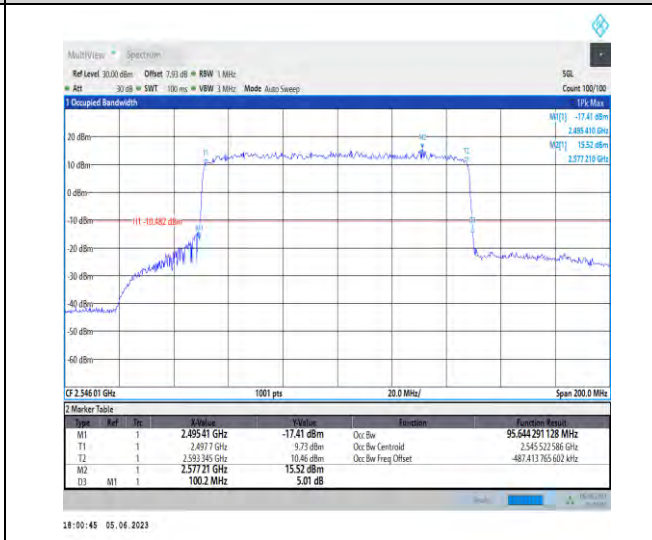 MultiView Spectrum
Ref Level 30.00 dBm Offset 7.93 dB RBW 1 MHz SGL
Att 30 dB SWT 100 ms VBW 3 MHz Mode Auto Sweep Count 100/100
1 Occupied Bandwidth 1Pk Max
M1[1] -17.41 dBm
2.495 410 GHz
M2[1] 15.52 dBm
2.577 210 GHz
20 dBm
10 dBm
0 dBm
-10 dBm
H1 -10.482 dBm
-20 dBm
-30 dBm
-40 dBm
-50 dBm
-60 dBm
T1
M2
T2
M1
CF 2.546 01 GHz 1001 pts 20.0 MHz/ Span 200.0 MHz
2 Marker Table
Type Ref Trc X-Value Y-Value Function Function Result
M1 1 2.495 41 GHz -17.41 dBm Occ Bw 95.644 291 128 MHz
T1 1 2.497 7 GHz 9.73 dBm Occ Bw Centroid 2.545 522 586 GHz
T2 1 2.593 345 GHz 10.46 dBm Occ Bw Freq Offset -487.413 765 602 kHz
M2 1 2.577 21 GHz 15.52 dBm
D3 M1 1 100.2 MHz 5.01 dB
18:00:45 05.06.2023